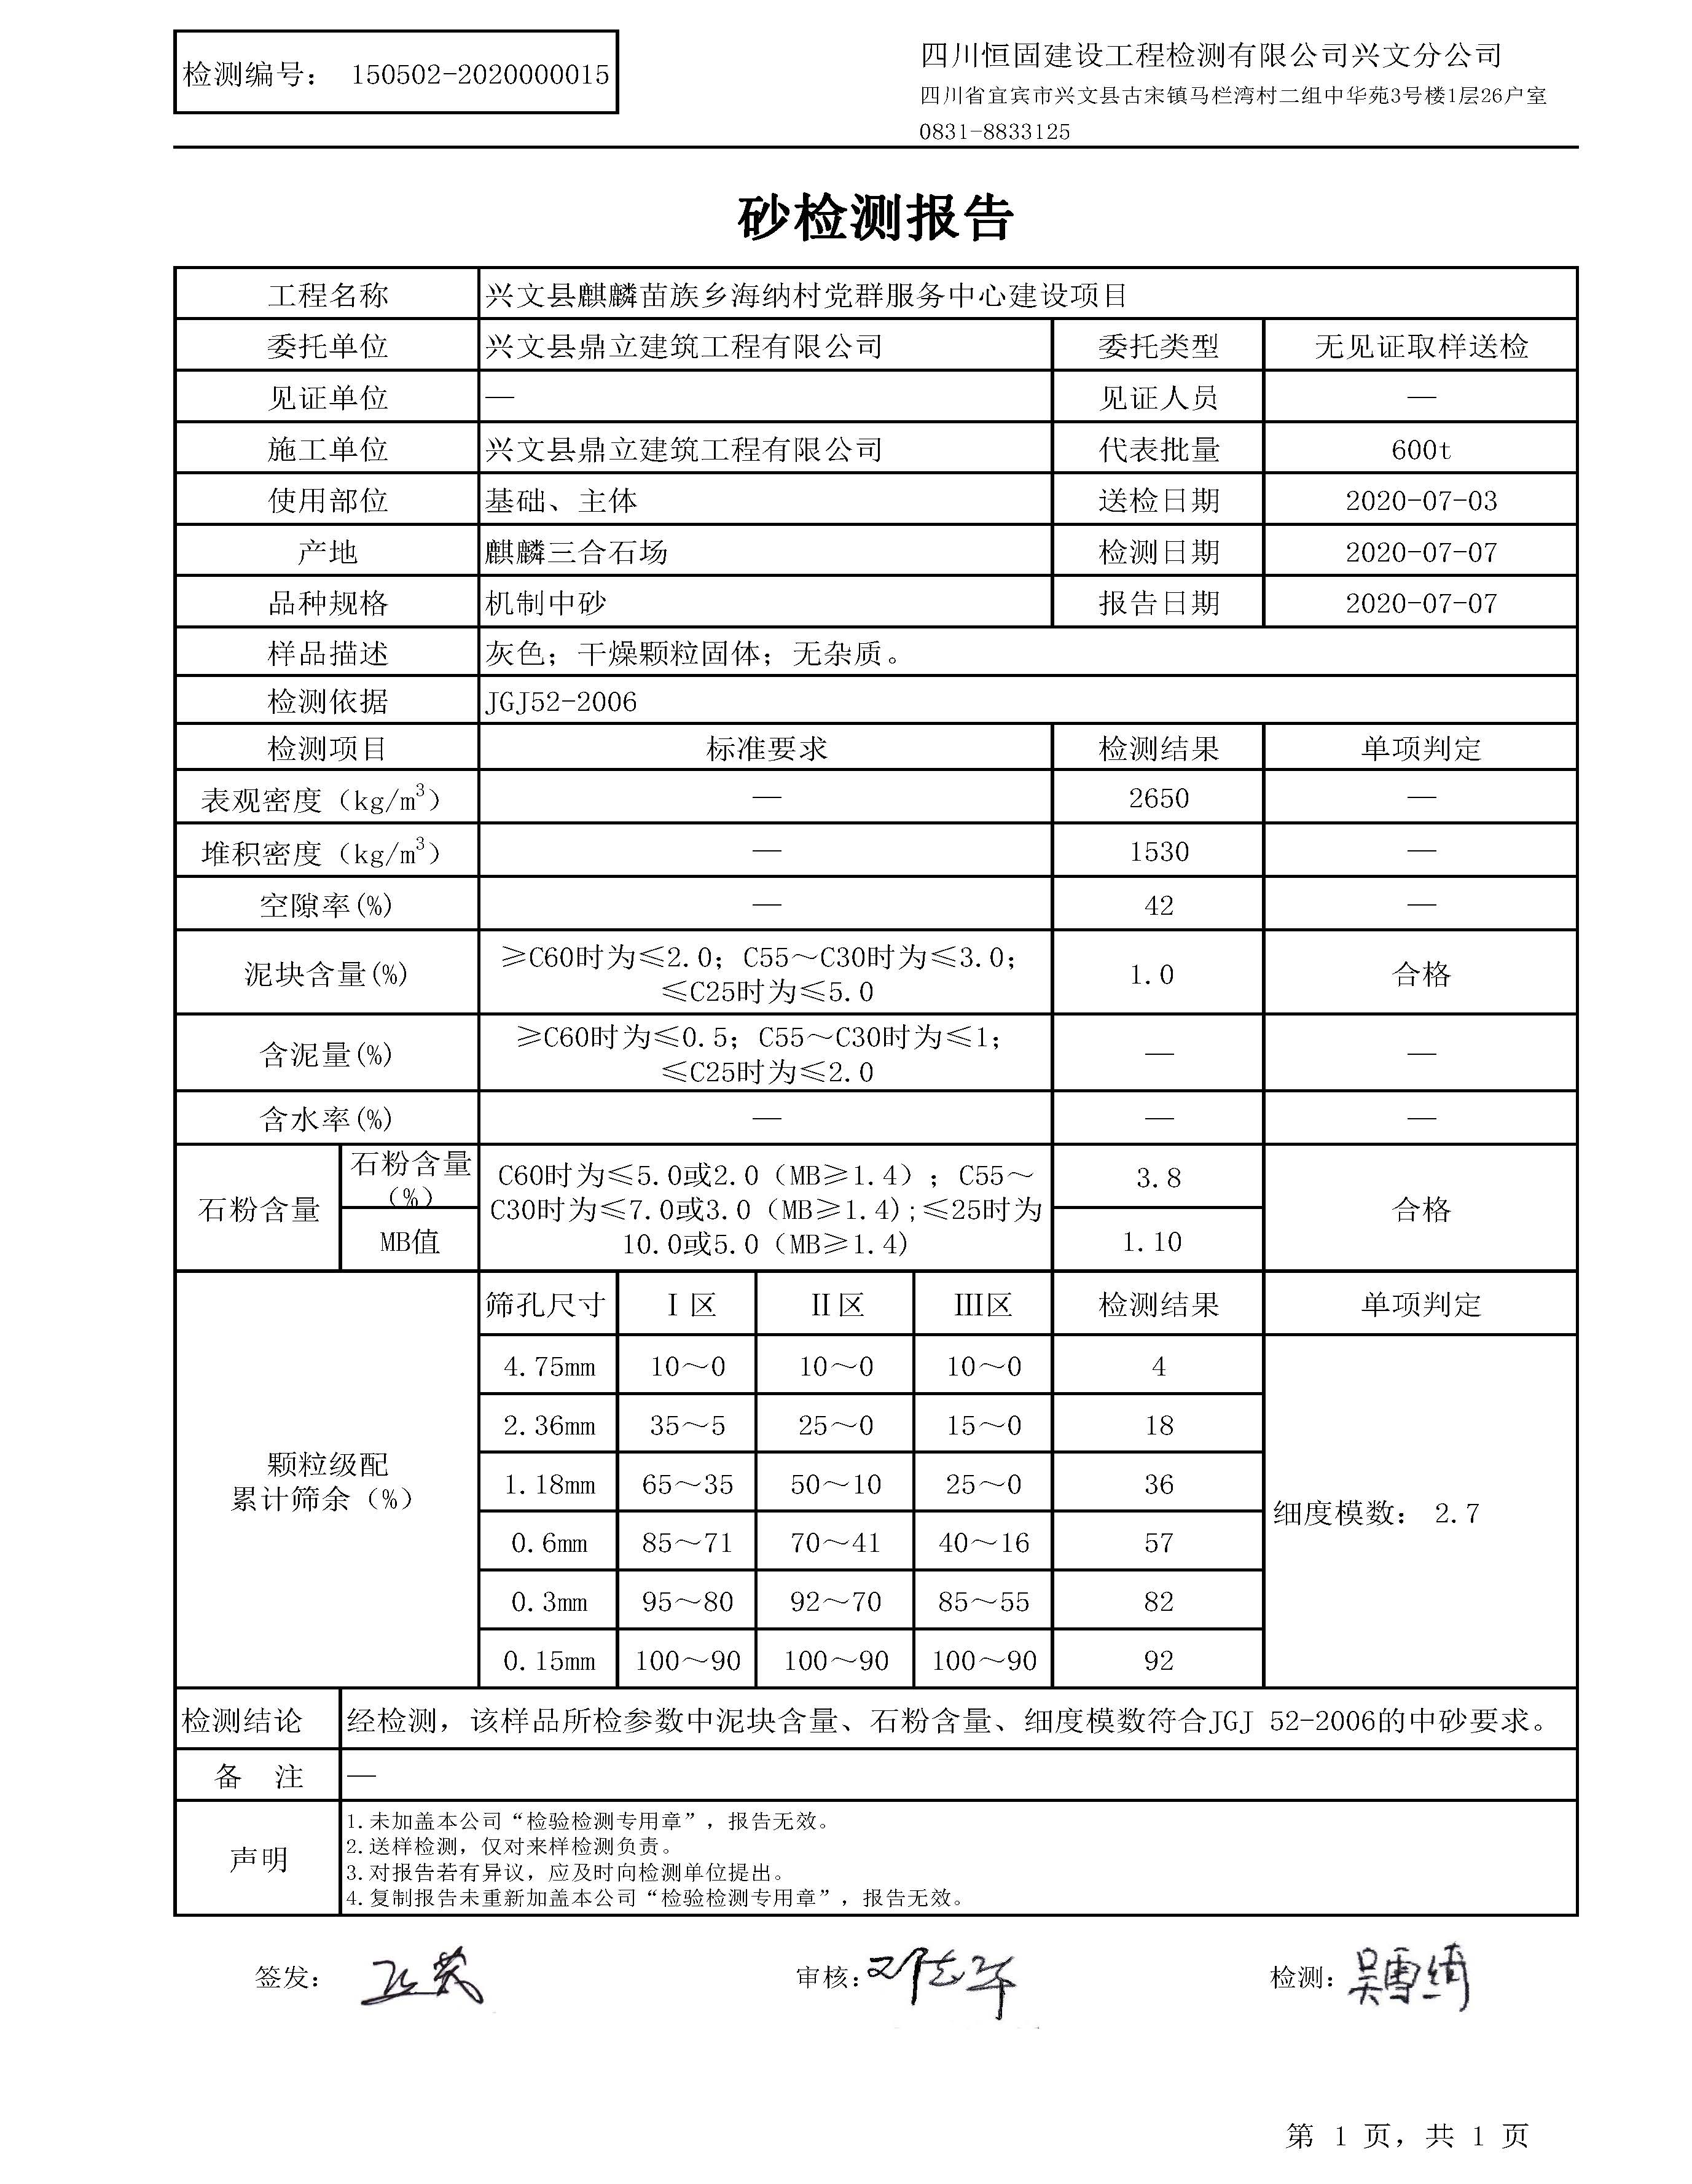 检测编号： 150502-2020000015
四川恒固建设工程检测有限公司兴文分公司
四川省宜宾市兴文县古宋镇马栏湾村二组中华苑3号楼1层26户室
0831-8833125
砂检测报告
工程名称 兴文县麒麟苗族乡海纳村党群服务中心建设项目
委托单位 兴文县鼎立建筑工程有限公司 委托类型 无见证取样送检
见证单位 — 见证人员 —
施工单位 兴文县鼎立建筑工程有限公司 代表批量 600t
使用部位 基础、主体 送检日期 2020-07-03
产地 麒麟三合石场 检测日期 2020-07-07
品种规格 机制中砂 报告日期 2020-07-07
样品描述 灰色；干燥颗粒固体；无杂质。
检测依据 JGJ52-2006
检测项目 标准要求 检测结果 单项判定
表观密度（kg/m³） — 2650 —
堆积密度（kg/m³） — 1530 —
空隙率(%) — 42 —
泥块含量(%) ≥C60时为≤2.0；C55～C30时为≤3.0；
≤C25时为≤5.0 1.0 合格
含泥量(%) ≥C60时为≤0.5；C55～C30时为≤1；
≤C25时为≤2.0 — —
含水率(%) — — —
石粉含量 石粉含量
（%） C60时为≤5.0或2.0（MB≥1.4）；C55～ 3.8
C30时为≤7.0或3.0（MB≥1.4);≤25时为 合格
MB值 10.0或5.0（MB≥1.4) 1.10
筛孔尺寸 Ⅰ区 Ⅱ区 Ⅲ区 检测结果 单项判定
4.75mm 10～0 10～0 10～0 4
2.36mm 35～5 25～0 15～0 18
颗粒级配
累计筛余（%）
1.18mm 65～35 50～10 25～0 36
细度模数： 2.7
0.6mm 85～71 70～41 40～16 57
0.3mm 95～80 92～70 85～55 82
0.15mm 100～90 100～90 100～90 92
检测结论 经检测，该样品所检参数中泥块含量、石粉含量、细度模数符合JGJ 52-2006的中砂要求。
备 注 —
声明
1.未加盖本公司“检验检测专用章”，报告无效。
2.送样检测，仅对来样检测负责。
3.对报告若有异议，应及时向检测单位提出。
4.复制报告未重新加盖本公司“检验检测专用章”，报告无效。
签发： 审核： 检测：吴雪绮
第 1 页，共 1 页